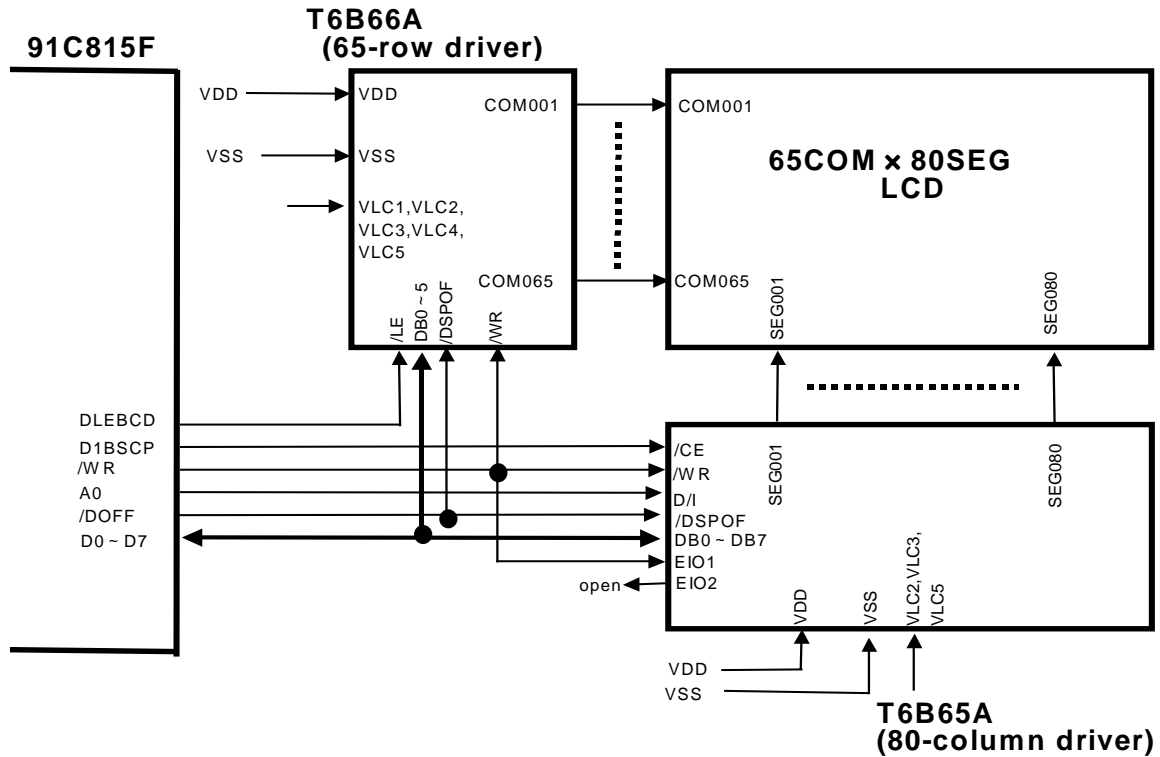 T6B66A
(65-row driver)
91C815F
VDD
VDD
COM001
COM001
VSS
VSS
65COM × 80SEG
LCD
VLC1,VLC2,
VLC3,VLC4,
VLC5
COM065
COM065
/LE
DB0 ~ 5
/DSPOF
/WR
SEG001
SEG080
DLEBCD
D1BSCP
/WR
A0
/DOFF
D0 ~ D7
/CE
/WR
D/I
/DSPOF
DB0 ~ DB7
EIO1
open
EIO2
SEG001
SEG080
VDD
VSS
VLC2,VLC3,
VLC5
VDD
VSS
T6B65A
(80-column driver)